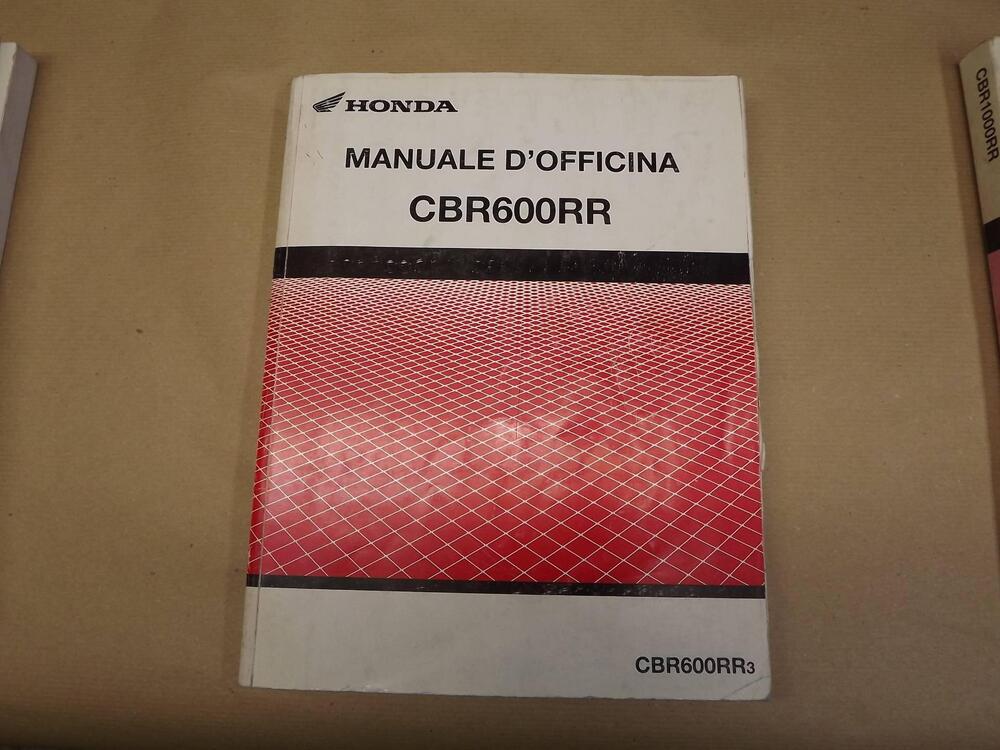 HONDA
MANUALE D'OFFICINA
CBR600RR
CBR600RR3
CBR1000RR